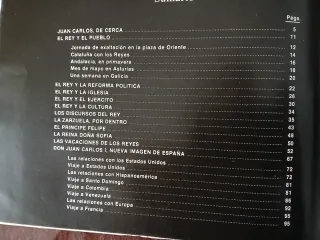 Págs.
JUAN CARLOS, DE CERCA 5
EL REY Y EL PUEBLO 11
Jornada de exaltación en la plaza de Oriente 12
Cataluña con los Reyes 14
Andalucía, en primavera 16
Mes de mayo en Asturias 18
Una semana en Galicia 20
EL REY Y LA REFORMA POLITICA 22
EL REY Y LA IGLESIA 26
EL REY Y EL EJERCITO 30
EL REY Y LA CULTURA 34
LOS DISCURSOS DEL REY
LA ZARZUELA, POR DENTRO
EL PRINCIPE FELIPE 43
LA REINA DOÑA SOFIA 48
LAS VACACIONES DE LOS REYES 50
DON JUAN CARLOS I, NUEVA IMAGEN DE ESPAÑA 52
Las relaciones con los Estados Unidos 67
Viaje a Estados Unidos 72
Las relaciones con Hispanoamérica 72
Viaje a Santo Domingo 81
Viaje a Colombia 82
Viaje a Venezuela 86
Las relaciones con Europa 92
Viaje a Francia 95
95